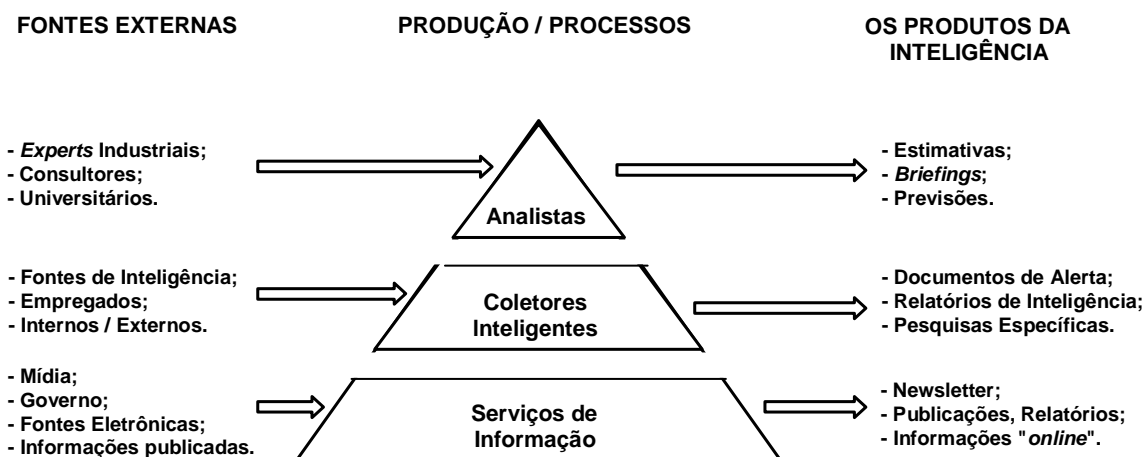 FONTES EXTERNAS
PRODUÇÃO / PROCESSOS
OS PRODUTOS DA
INTELIGÊNCIA
- Experts Industriais;
- Consultores;
- Universitários.
Analistas
- Estimativas;
- Briefings;
- Previsões.
- Fontes de Inteligência;
- Empregados;
- Internos / Externos.
Coletores
Inteligentes
- Documentos de Alerta;
- Relatórios de Inteligência;
- Pesquisas Específicas.
- Mídia;
- Governo;
- Fontes Eletrônicas;
- Informações publicadas.
Serviços de
Informação
- Newsletter;
- Publicações, Relatórios;
- Informações "online".